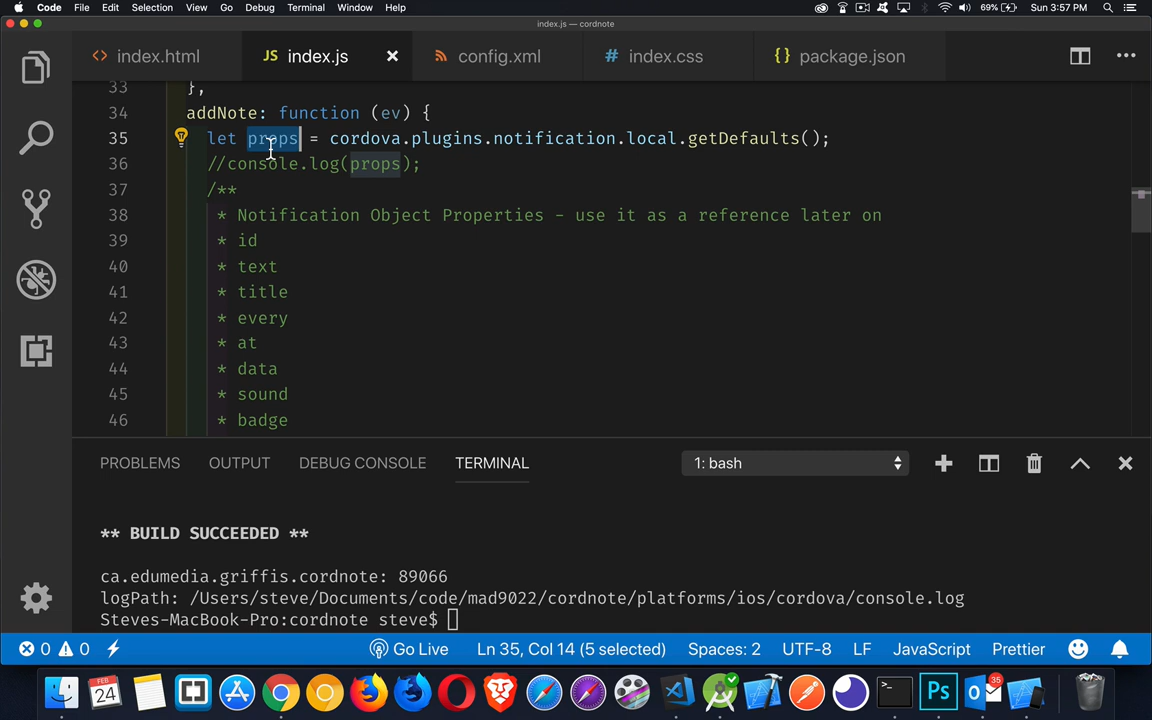 Code File Edit Selection View Go Debug Terminal Window Help 69% Sun 3:57 PM
index.js — cordnote
index.html JS index.js config.xml # index.css {} package.json
33 },
34 addNote: function (ev) {
35 let props = cordova.plugins.notification.local.getDefaults();
36 //console.log(props);
37 /**
38 * Notification Object Properties - use it as a reference later on
39 * id
40 * text
41 * title
42 * every
43 * at
44 * data
45 * sound
46 * badge
PROBLEMS OUTPUT DEBUG CONSOLE TERMINAL 1: bash
** BUILD SUCCEEDED **
ca.edumedia.griffis.cordnote: 89066
logPath: /Users/steve/Documents/code/mad9022/cordnote/platforms/ios/cordova/console.log
Steves-MacBook-Pro:cordnote steve$
0 0 Go Live Ln 35, Col 14 (5 selected) Spaces: 2 UTF-8 LF JavaScript Prettier
FEB
24
Ps
35